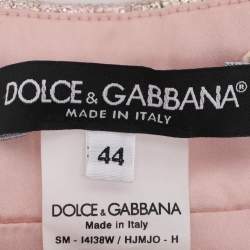 DOLCE & GABBANA®
MADE IN ITALY
44
DOLCE & GABBANA
MADE IN ITALY
SM - I4I38W / HJMJO - H